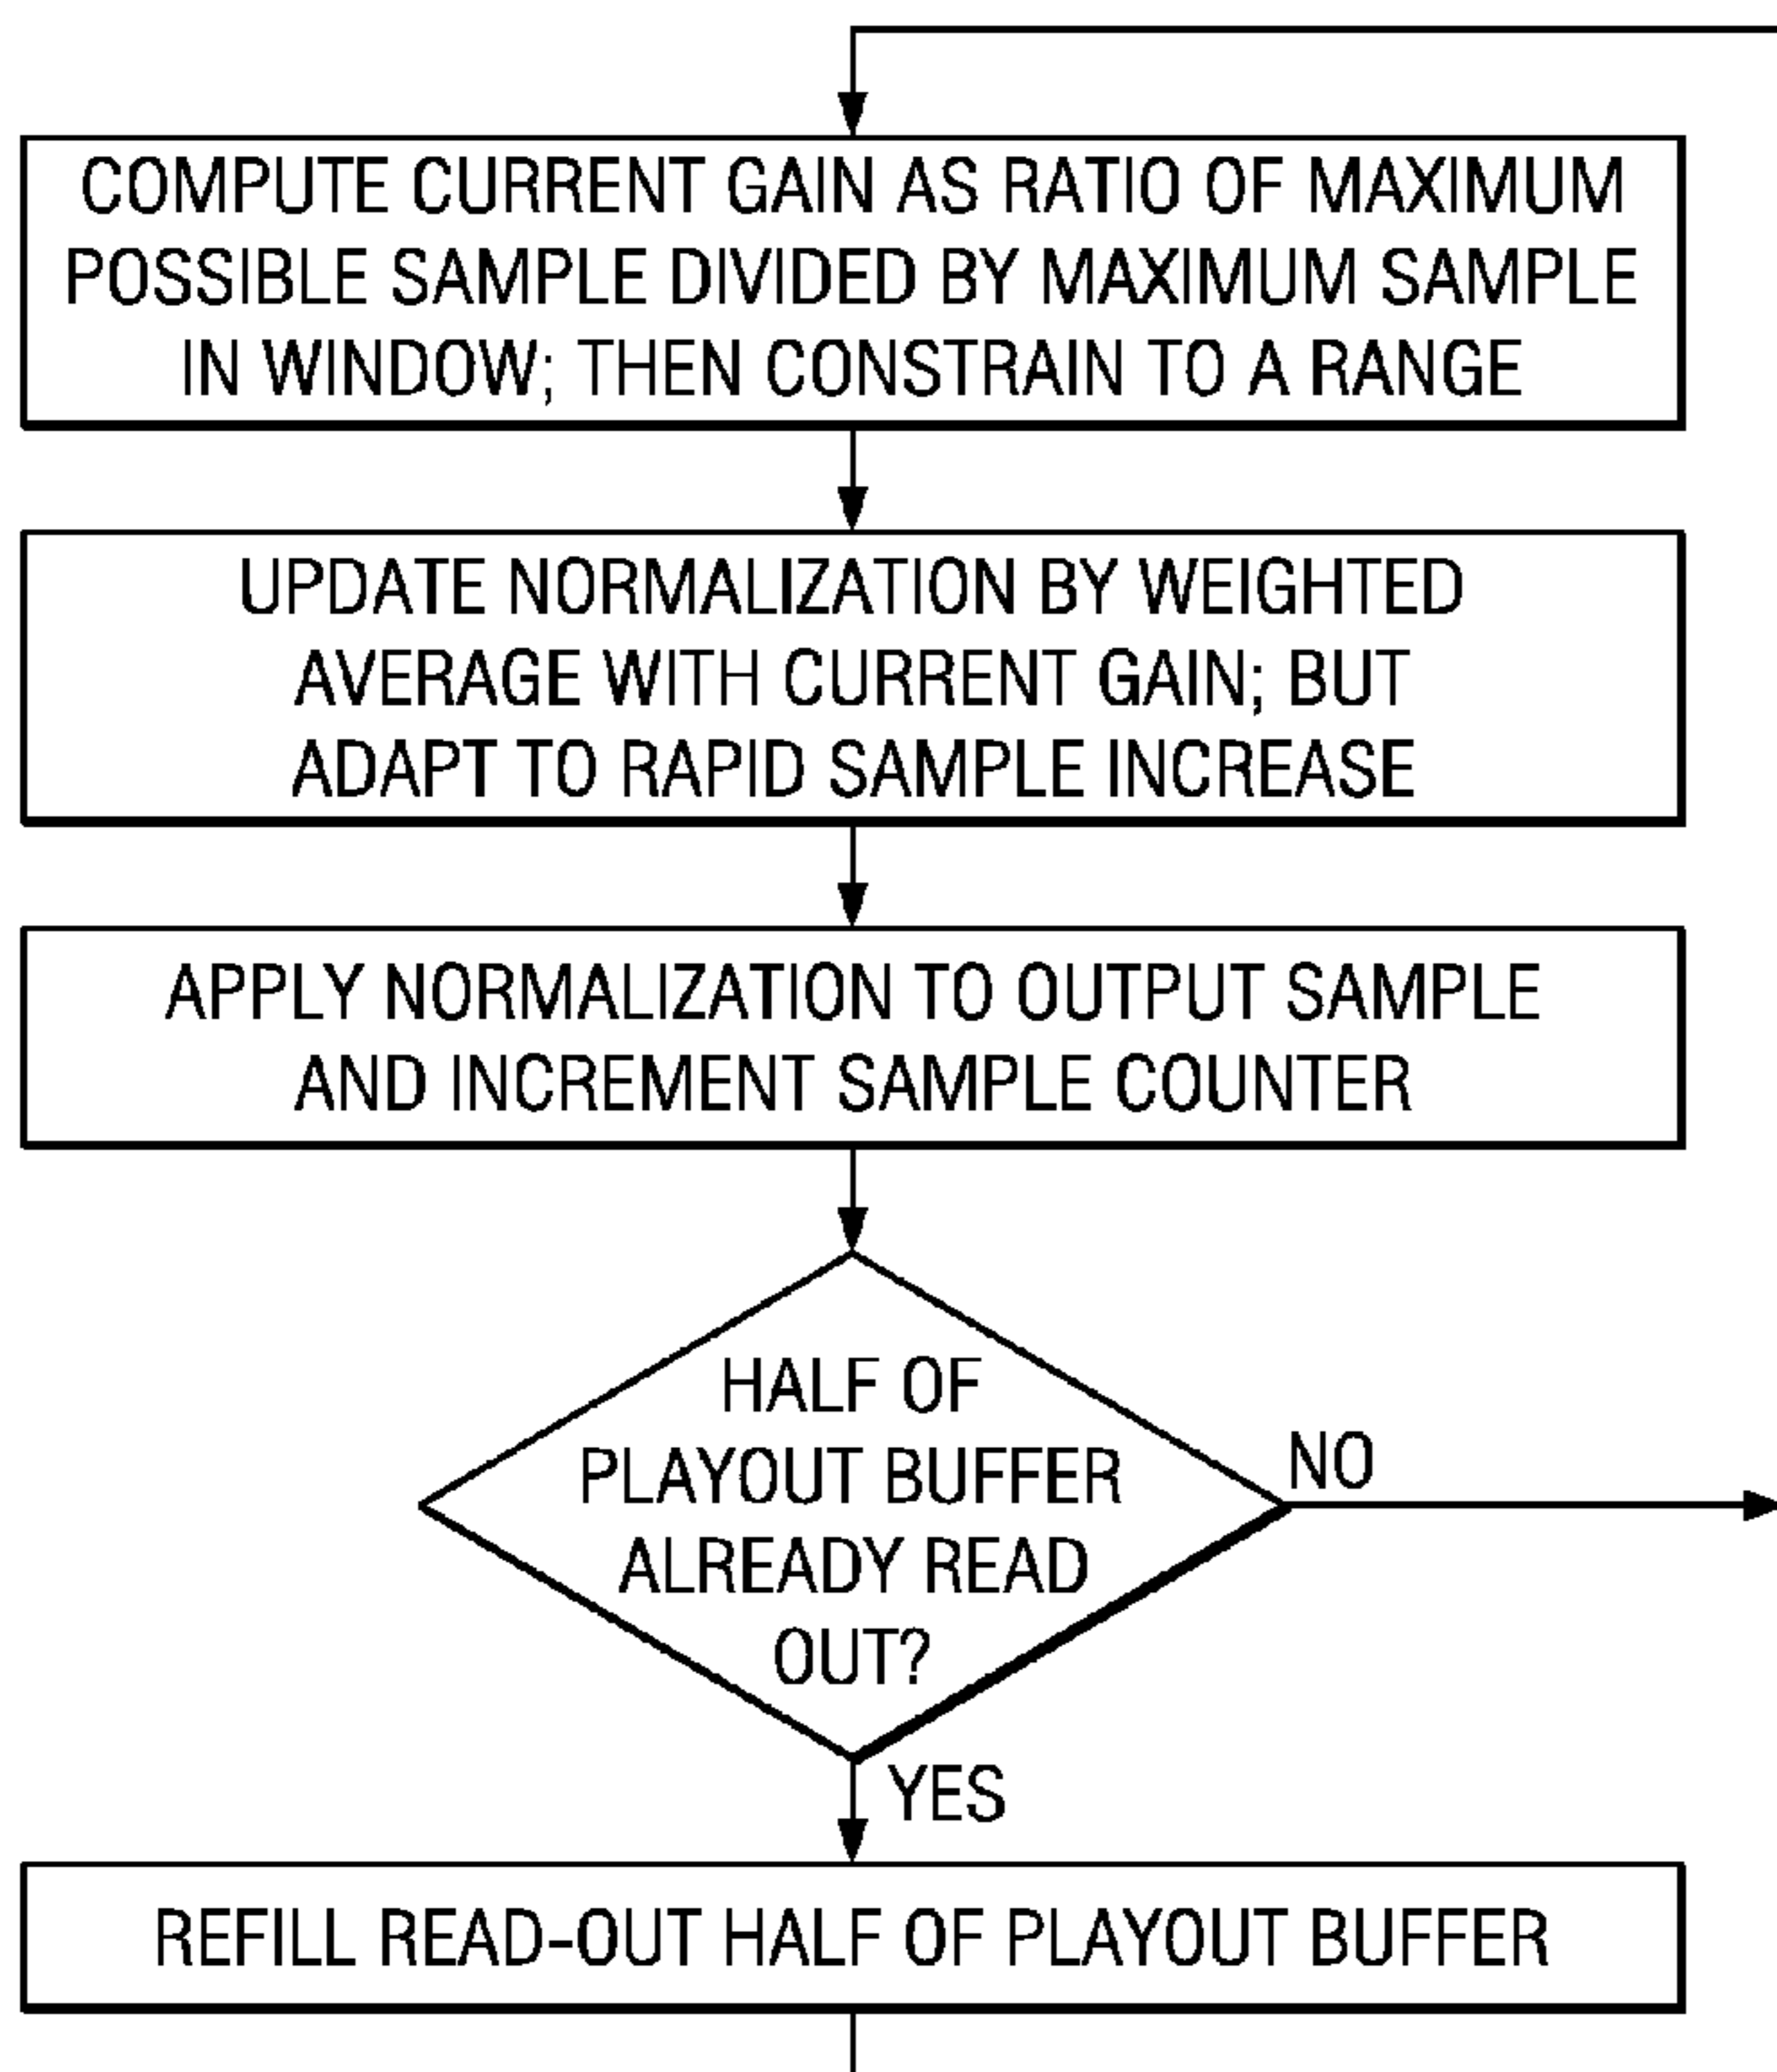 COMPUTE CURRENT GAIN AS RATIO OF MAXIMUM
POSSIBLE SAMPLE DIVIDED BY MAXIMUM SAMPLE
IN WINDOW; THEN CONSTRAIN TO A RANGE
UPDATE NORMALIZATION BY WEIGHTED
AVERAGE WITH CURRENT GAIN; BUT
ADAPT TO RAPID SAMPLE INCREASE
APPLY NORMALIZATION TO OUTPUT SAMPLE
AND INCREMENT SAMPLE COUNTER
HALF OF
PLAYOUT BUFFER
ALREADY READ
OUT?
NO
YES
REFILL READ-OUT HALF OF PLAYOUT BUFFER